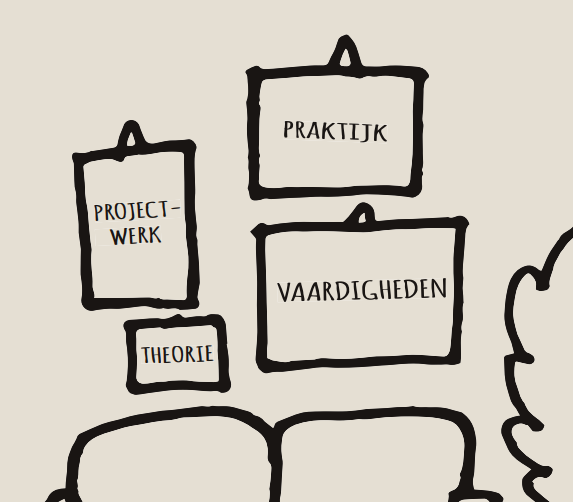 PRAKTIJK
PROJECT-
WERK
VAARDIGHEDEN
THEORIE